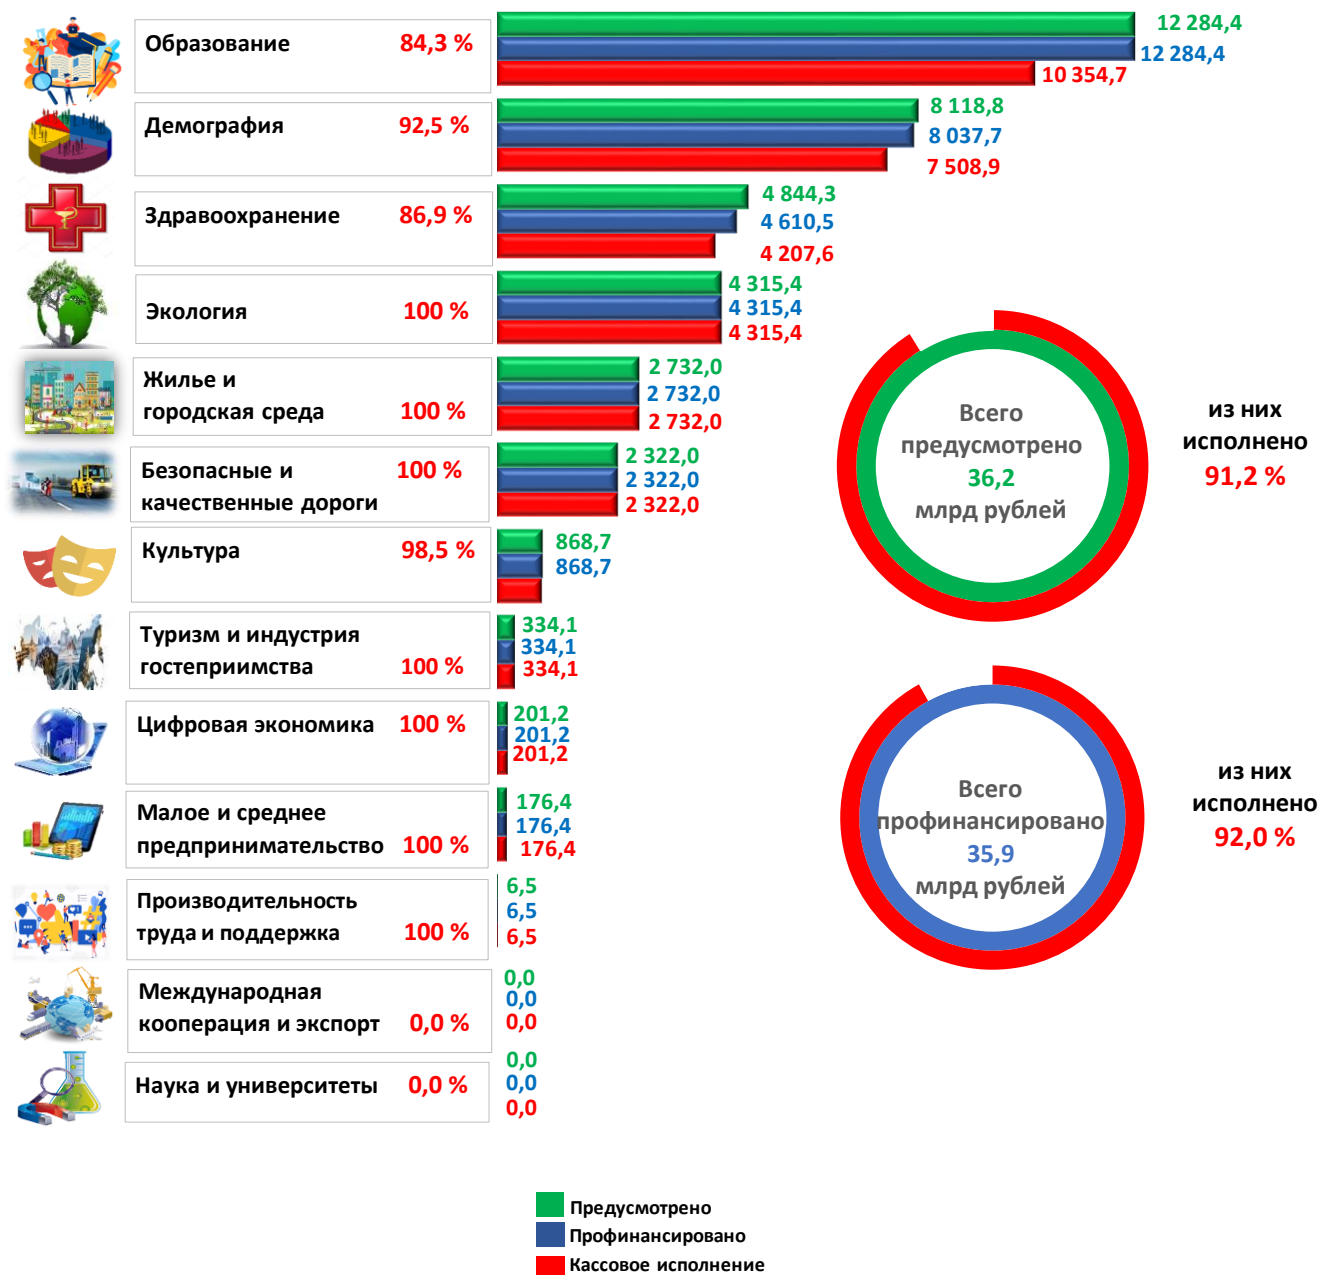 Образование 84,3 %
12 284,4
12 284,4
10 354,7
Демография 92,5 %
8 118,8
8 037,7
7 508,9
Здравоохранение 86,9 %
4 844,3
4 610,5
4 207,6
Экология 100 %
4 315,4
4 315,4
4 315,4
Жилье и
городская среда 100 %
2 732,0
2 732,0
2 732,0
Безопасные и 100 %
качественные дороги
2 322,0
2 322,0
2 322,0
Культура 98,5 %
868,7
868,7
Туризм и индустрия
гостеприимства 100 %
334,1
334,1
334,1
Цифровая экономика 100 %
201,2
201,2
201,2
Малое и среднее
предпринимательство 100 %
176,4
176,4
176,4
Производительность
труда и поддержка 100 %
6,5
6,5
6,5
Международная
кооперация и экспорт 0,0 %
0,0
0,0
0,0
Наука и университеты 0,0 %
0,0
0,0
0,0
Всего
предусмотрено
36,2
млрд рублей
из них
исполнено
91,2 %
Всего
профинансировано
35,9
млрд рублей
из них
исполнено
92,0 %
Предусмотрено
Профинансировано
Кассовое исполнение